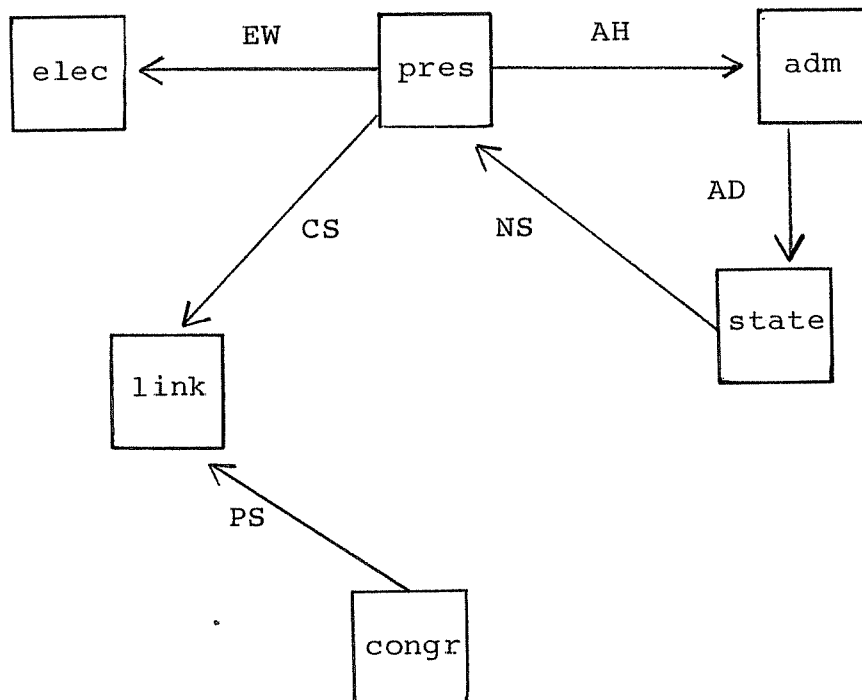 EW
AH
elec
pres
adm
AD
CS
NS
state
link
PS
congr